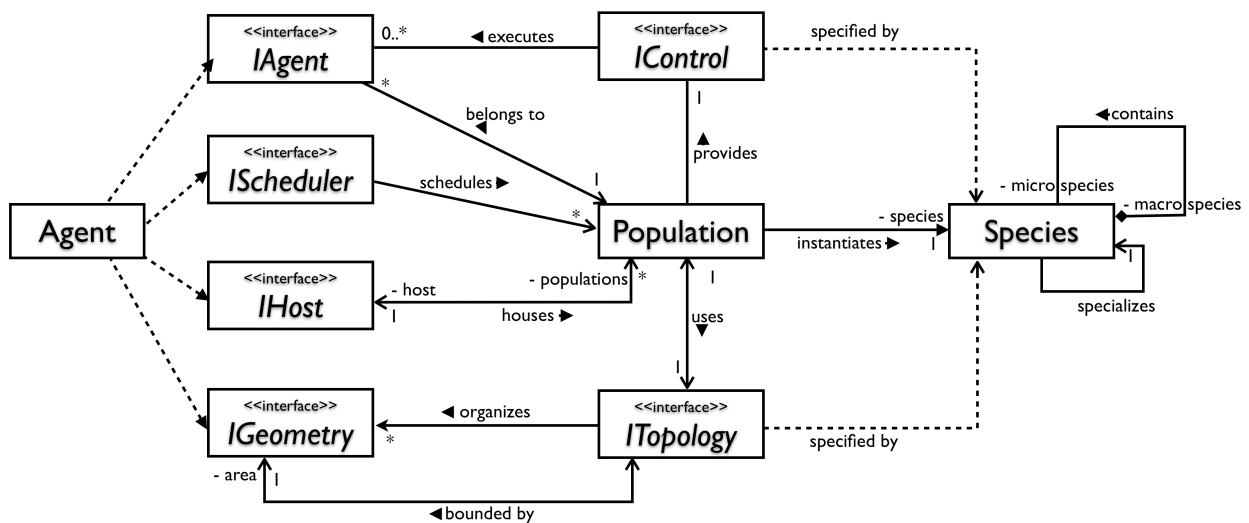 <<interface>>
IAgent
0..*
executes
<<interface>>
IControl
specified by
*
belongs to
1
provides
contains
<<interface>>
IScheduler
schedules
*
1
- micro species
- macro species
Agent
Population
- species
1
instantiates
Species
1
specializes
<<interface>>
IHost
- host
1
houses
- populations
*
1
uses
1
<<interface>>
IGeometry
organizes
*
<<interface>>
ITopology
specified by
- area
1
bounded by